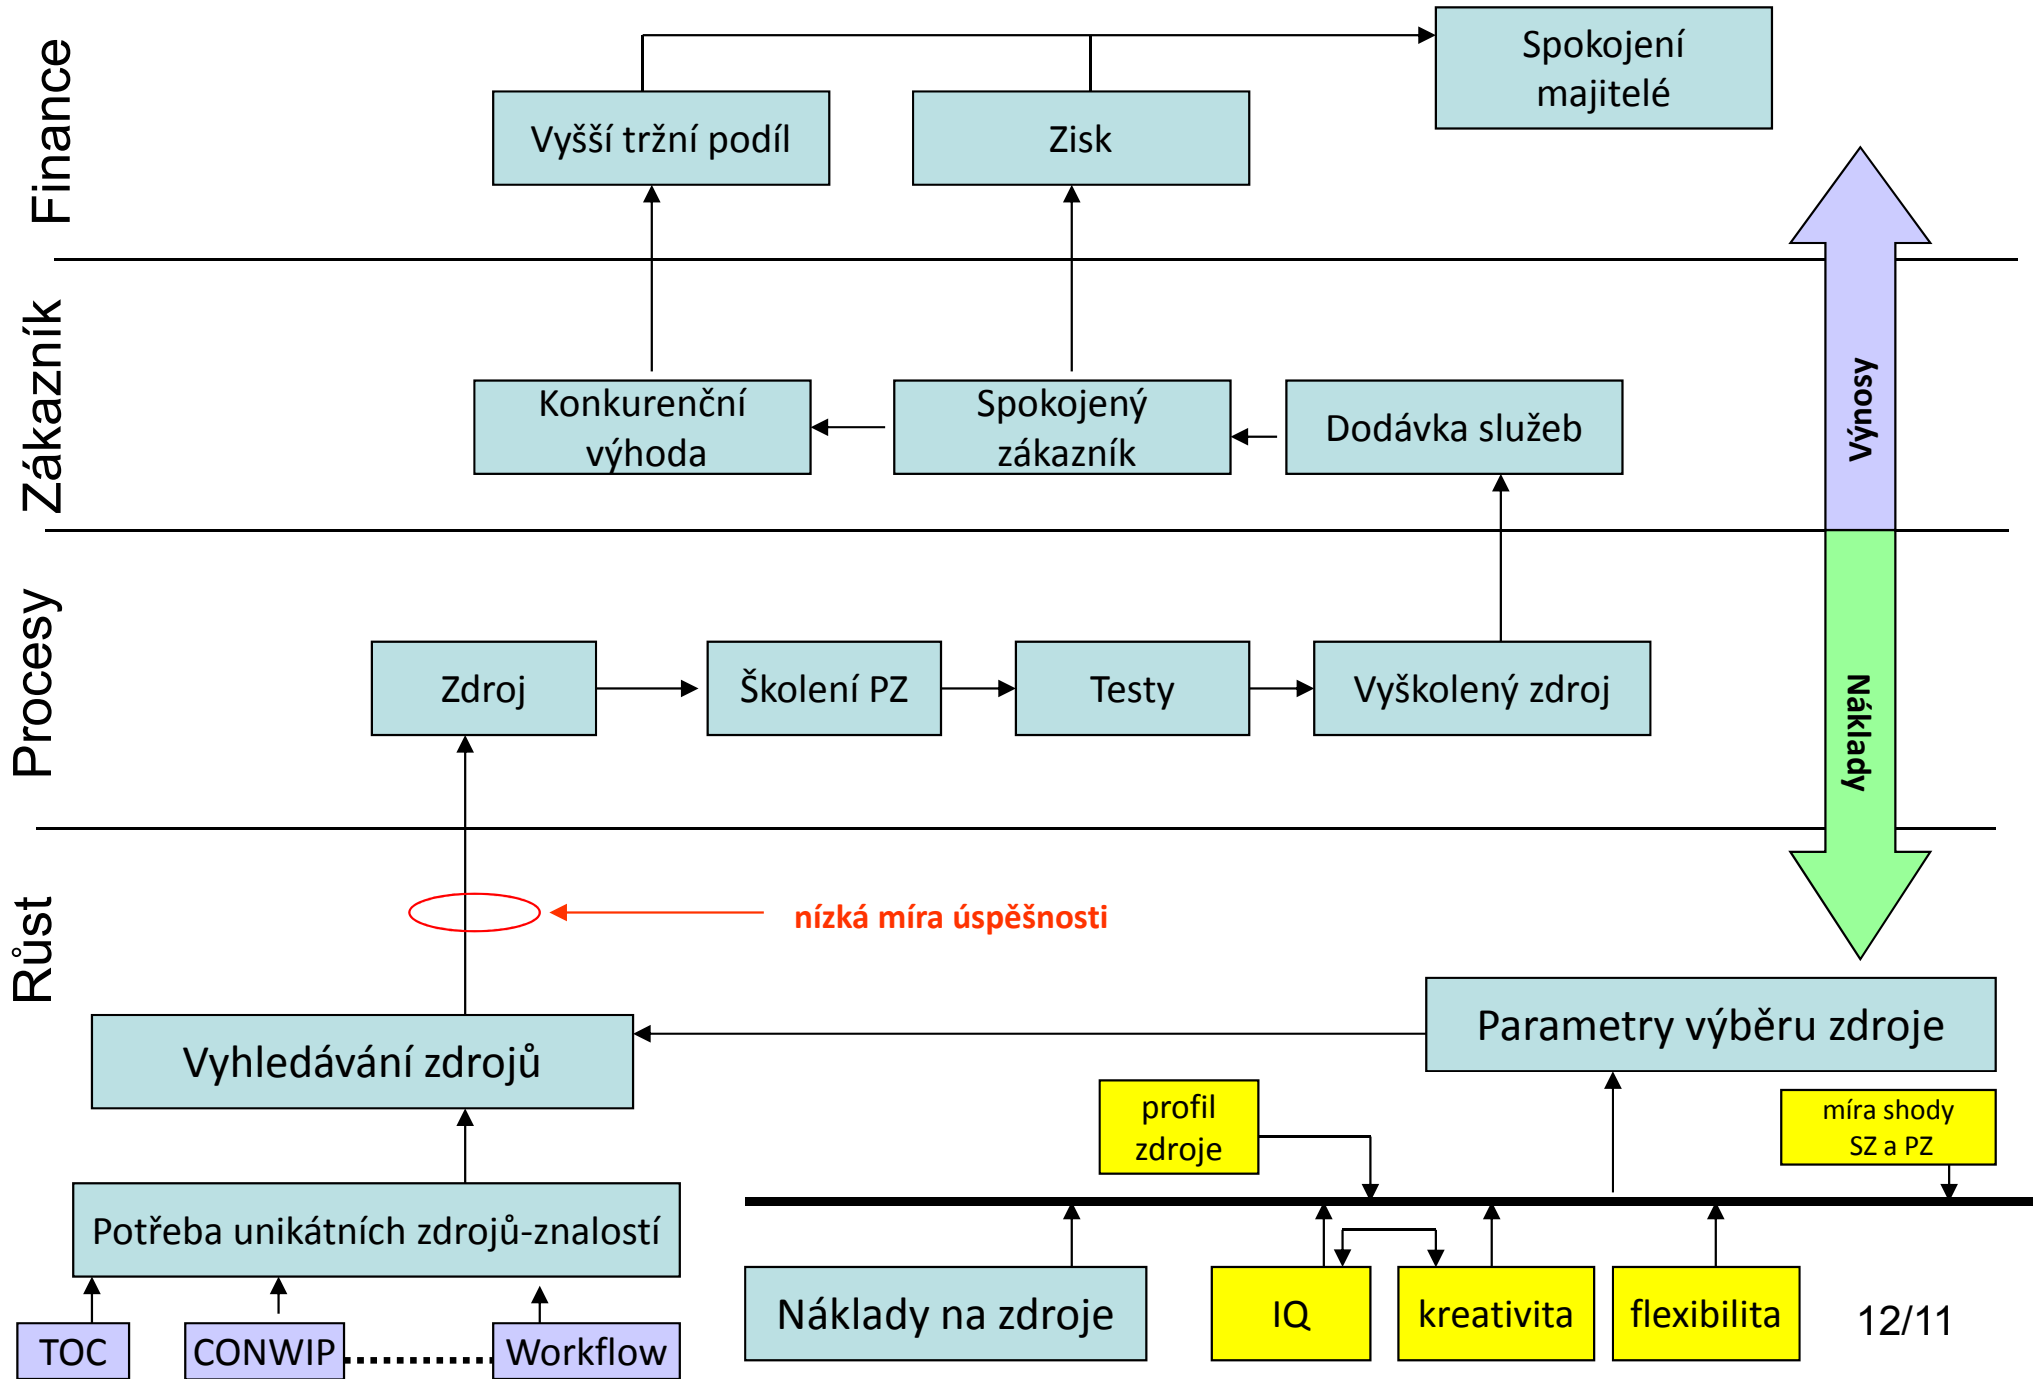 Finance
Spokojení
majitelé
Vyšší tržní podíl
Zisk
Zákazník
Konkurenční
výhoda
Spokojený
zákazník
Dodávka služeb
Výnosy
Procesy
Zdroj
Školení PZ
Testy
Vyškolený zdroj
Náklady
Růst
nízká míra úspěšnosti
Vyhledávání zdrojů
Parametry výběru zdroje
profil
zdroje
míra shody
SZ a PZ
Potřeba unikátních zdrojů-znalostí
Náklady na zdroje
IQ
kreativita
flexibilita
12/11
TOC
CONWIP
Workflow